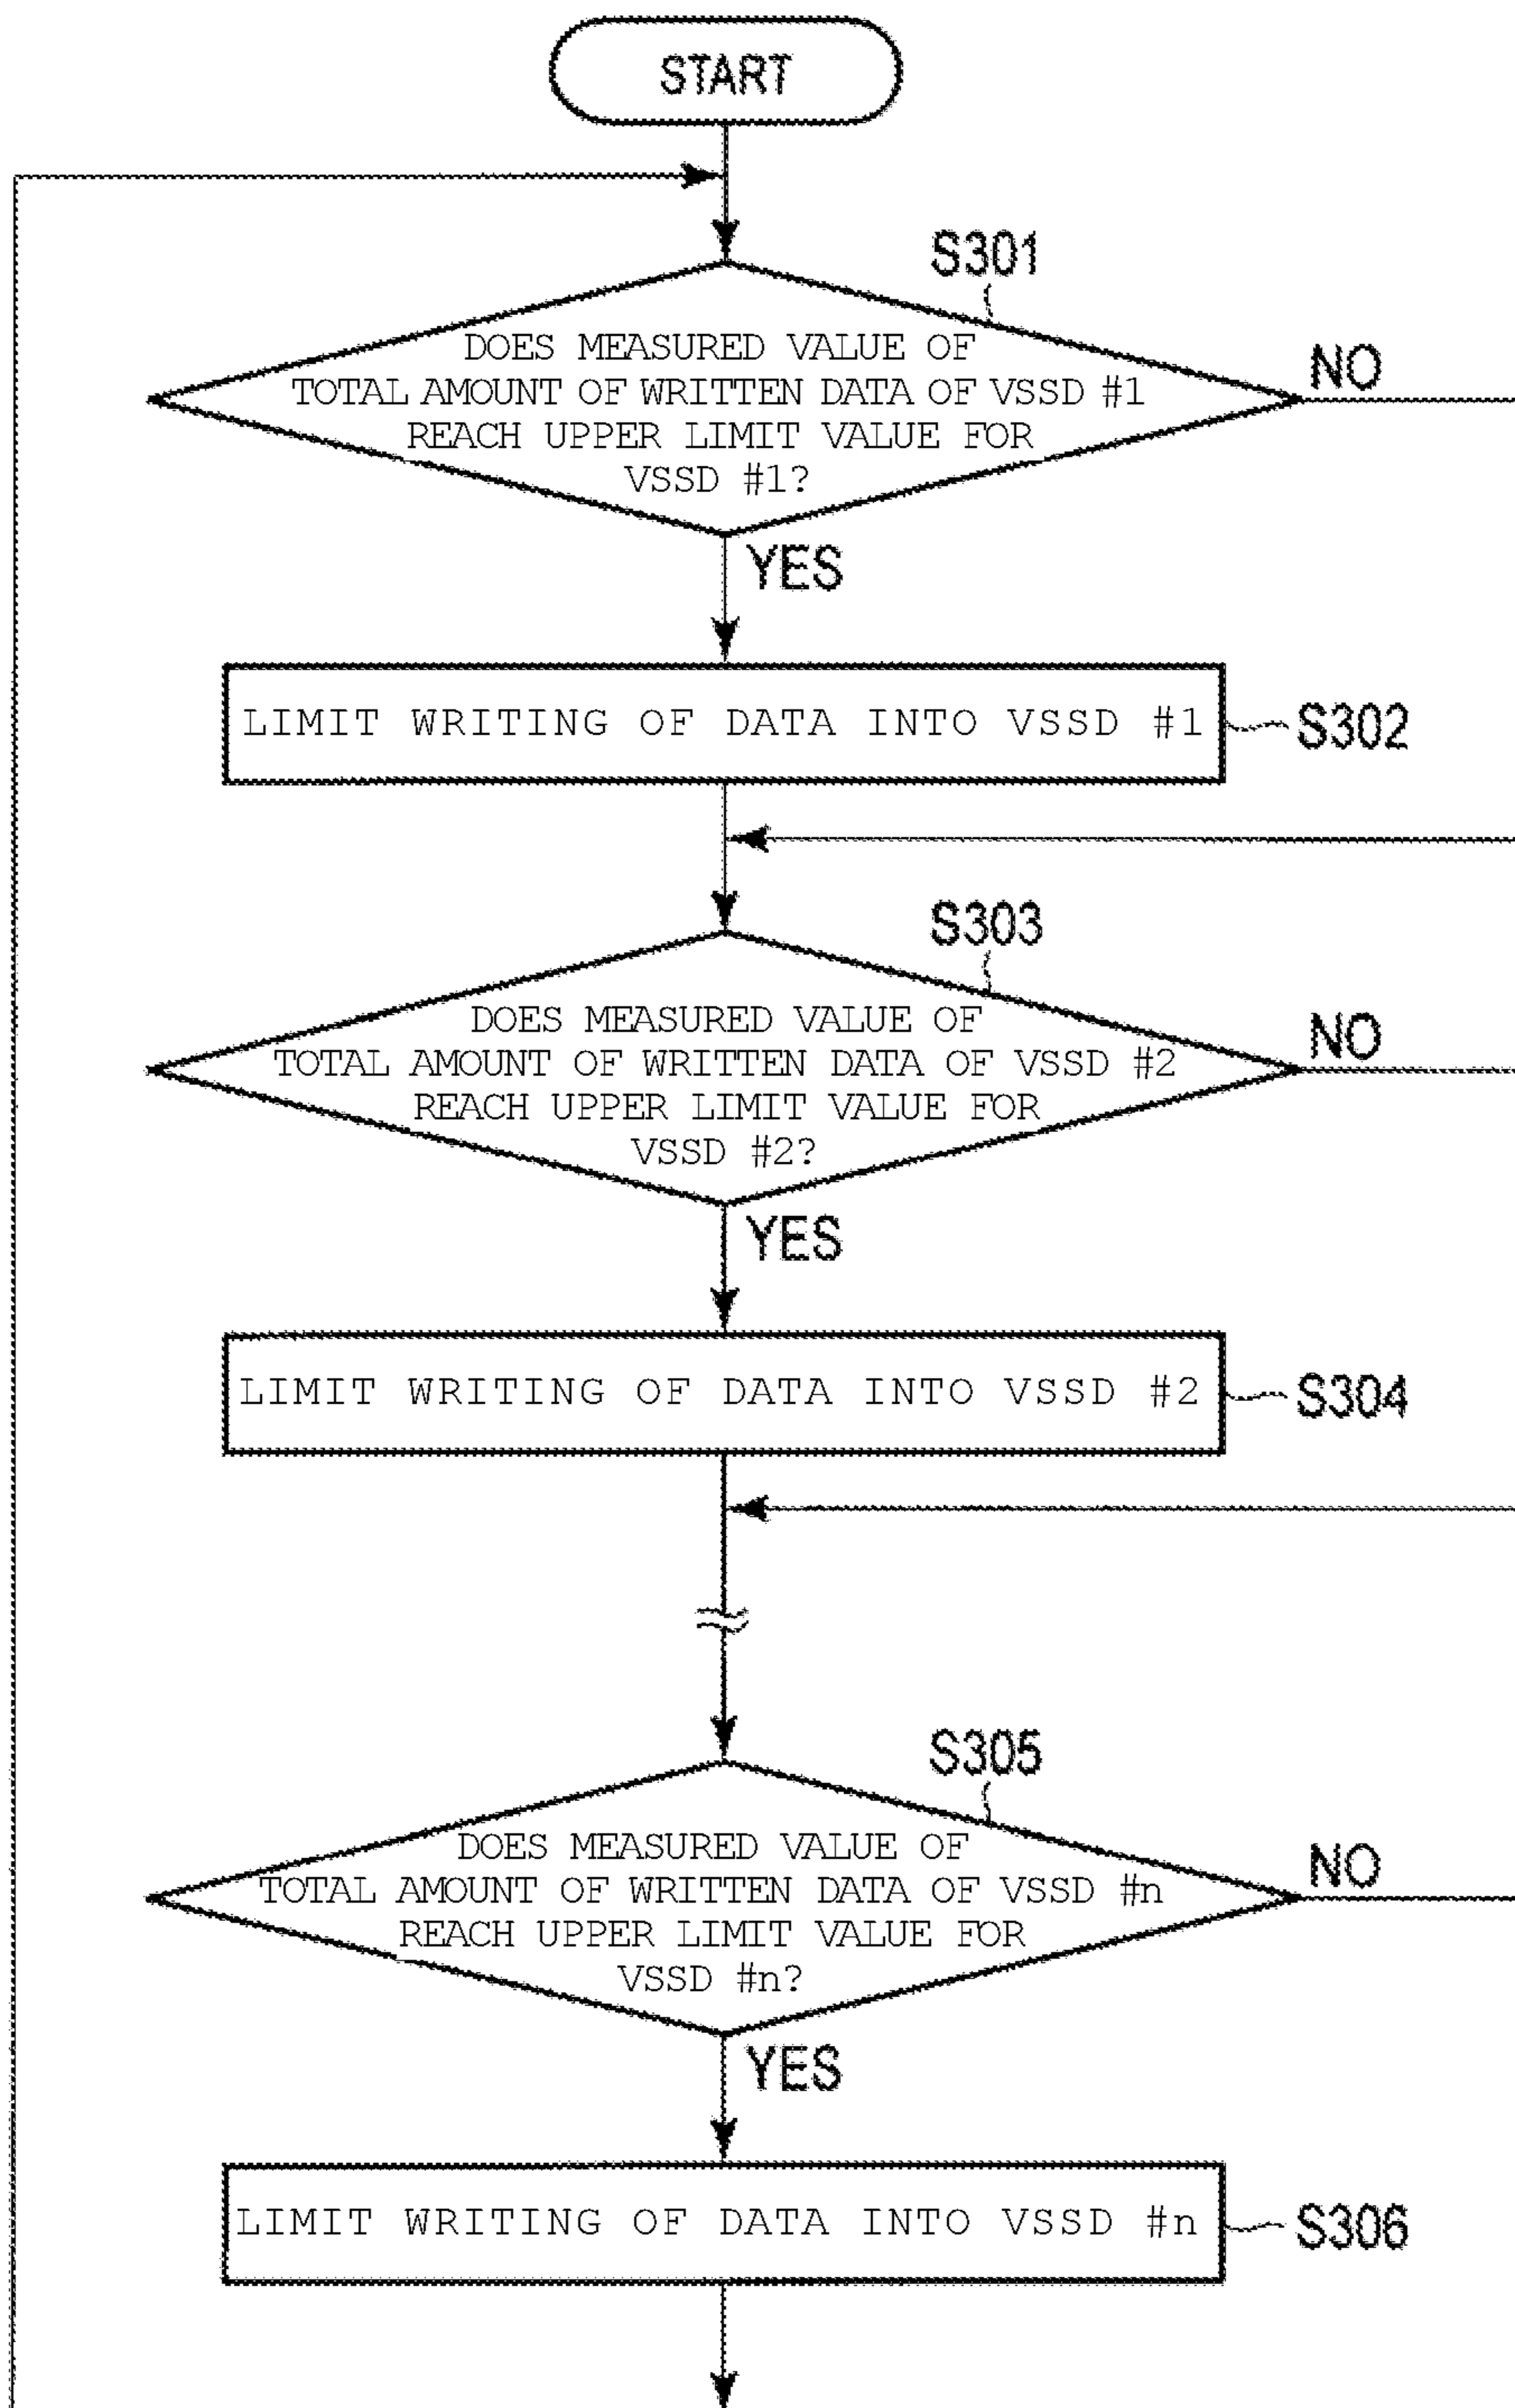 START
S301
DOES MEASURED VALUE OF
TOTAL AMOUNT OF WRITTEN DATA OF VSSD #1
REACH UPPER LIMIT VALUE FOR
VSSD #1?
NO
YES
LIMIT WRITING OF DATA INTO VSSD #1
S302
S303
DOES MEASURED VALUE OF
TOTAL AMOUNT OF WRITTEN DATA OF VSSD #2
REACH UPPER LIMIT VALUE FOR
VSSD #2?
NO
YES
LIMIT WRITING OF DATA INTO VSSD #2
S304
S305
DOES MEASURED VALUE OF
TOTAL AMOUNT OF WRITTEN DATA OF VSSD #n
REACH UPPER LIMIT VALUE FOR
VSSD #n?
NO
YES
LIMIT WRITING OF DATA INTO VSSD #n
S306